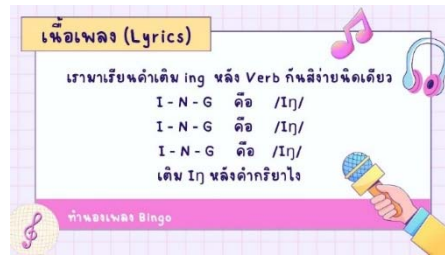 เนื้อเพลง (Lyrics)
เรามาเรียนคำเติม ing หลัง Verb กันสิง่ายนิดเดียว
I - N - G คือ /Iŋ/
I - N - G คือ /Iŋ/
I - N - G คือ /Iŋ/
เติม Iŋ หลังคำกริยาไง
ทำนองเพลง Bingo